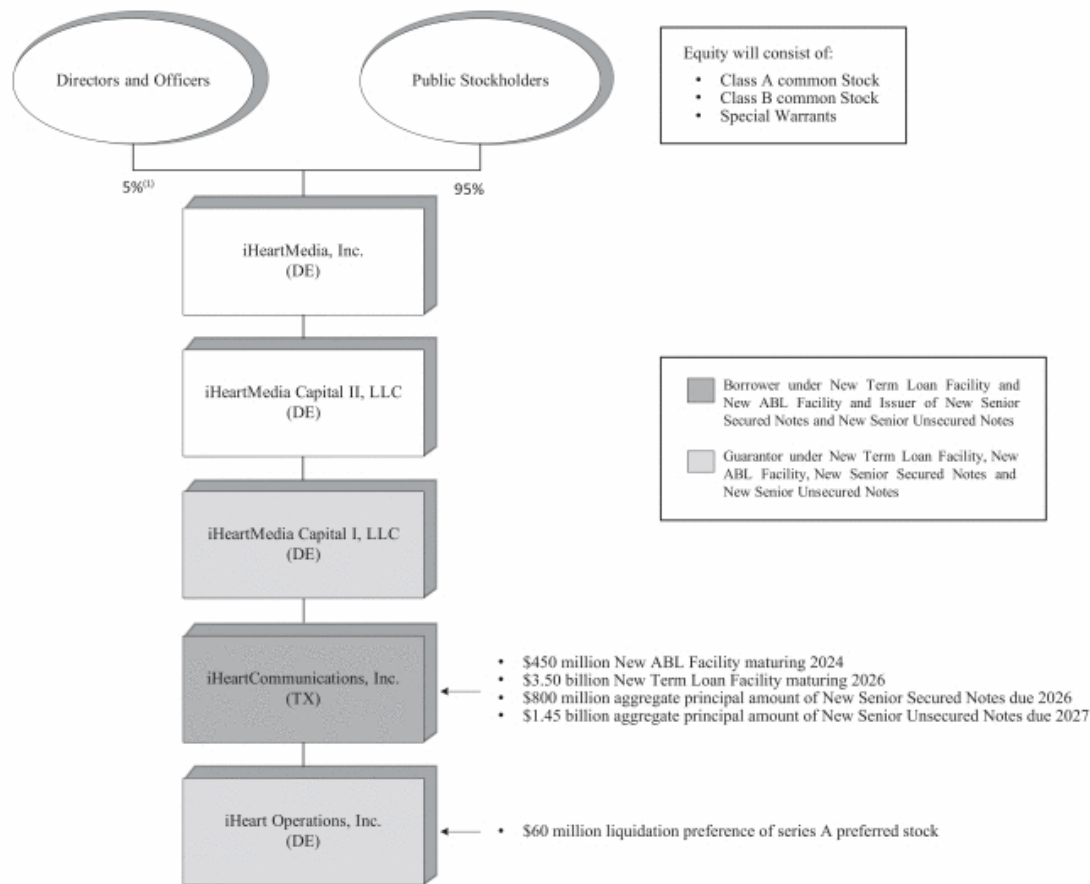 Directors and Officers
Public Stockholders
Equity will consist of:
• Class A common Stock
• Class B common Stock
• Special Warrants
5%(1)
95%
iHeartMedia, Inc.
(DE)
iHeartMedia Capital II, LLC
(DE)
Borrower under New Term Loan Facility and
New ABL Facility and Issuer of New Senior
Secured Notes and New Senior Unsecured Notes
Guarantor under New Term Loan Facility, New
ABL Facility, New Senior Secured Notes and
New Senior Unsecured Notes
iHeartMedia Capital I, LLC
(DE)
iHeartCommunications, Inc.
(TX)
• $450 million New ABL Facility maturing 2024
• $3.50 billion New Term Loan Facility maturing 2026
• $800 million aggregate principal amount of New Senior Secured Notes due 2026
• $1.45 billion aggregate principal amount of New Senior Unsecured Notes due 2027
iHeart Operations, Inc.
(DE)
• $60 million liquidation preference of series A preferred stock